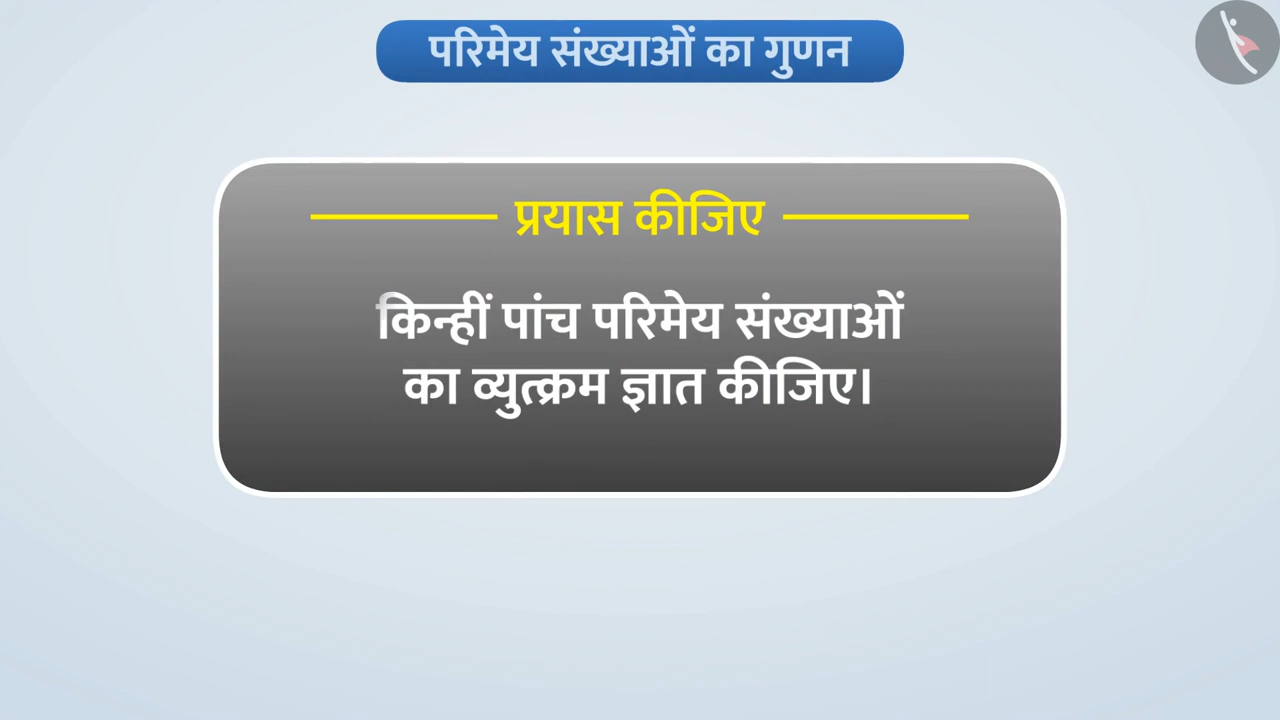 परिमेय संख्याओं का गुणन
प्रयास कीजिए
किन्हीं पांच परिमेय संख्याओं
का व्युत्क्रम ज्ञात कीजिए।